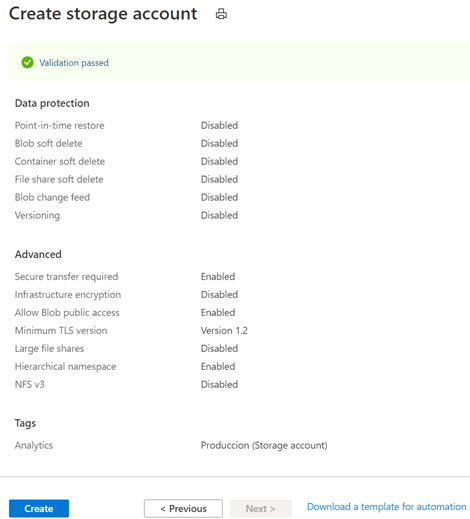 Create storage account
Validation passed
Data protection
Point-in-time restore Disabled
Blob soft delete Disabled
Container soft delete Disabled
File share soft delete Disabled
Blob change feed Disabled
Versioning Disabled
Advanced
Secure transfer required Enabled
Infrastructure encryption Disabled
Allow Blob public access Enabled
Minimum TLS version Version 1.2
Large file shares Disabled
Hierarchical namespace Enabled
NFS v3 Disabled
Tags
Analytics Produccion (Storage account)
Create < Previous Next > Download a template for automation